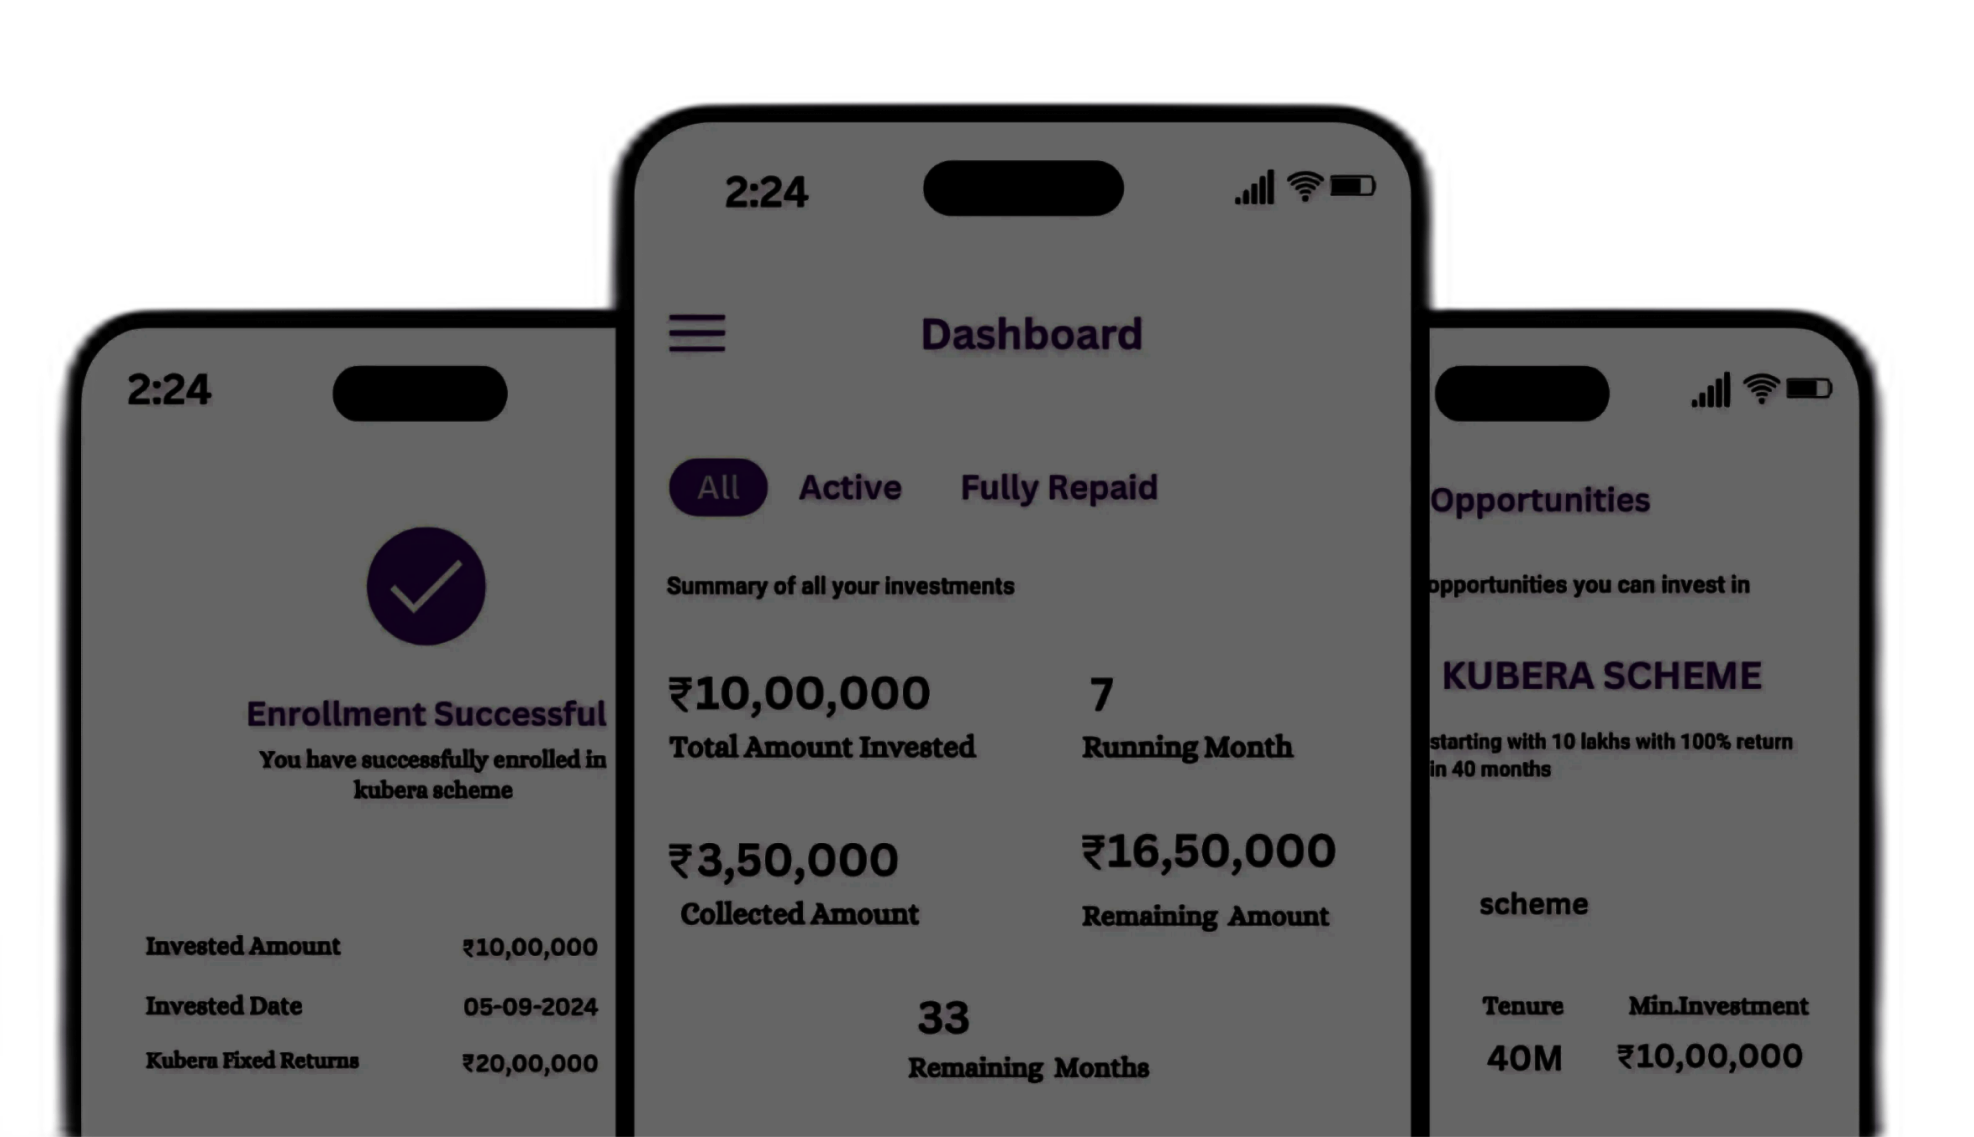 2:24
Enrollment Successful
You have successfully enrolled in
kubera scheme
Invested Amount ₹10,00,000
Invested Date 05-09-2024
Kubera Fixed Returns ₹20,00,000
2:24
Dashboard
All Active Fully Repaid
Summary of all your investments
₹10,00,000 7
Total Amount Invested Running Month
₹3,50,000 ₹16,50,000
Collected Amount Remaining Amount
33
Remaining Months
Opportunities
opportunities you can invest in
KUBERA SCHEME
starting with 10 lakhs with 100% return
in 40 months
scheme
Tenure Min.Investment
40M ₹10,00,000